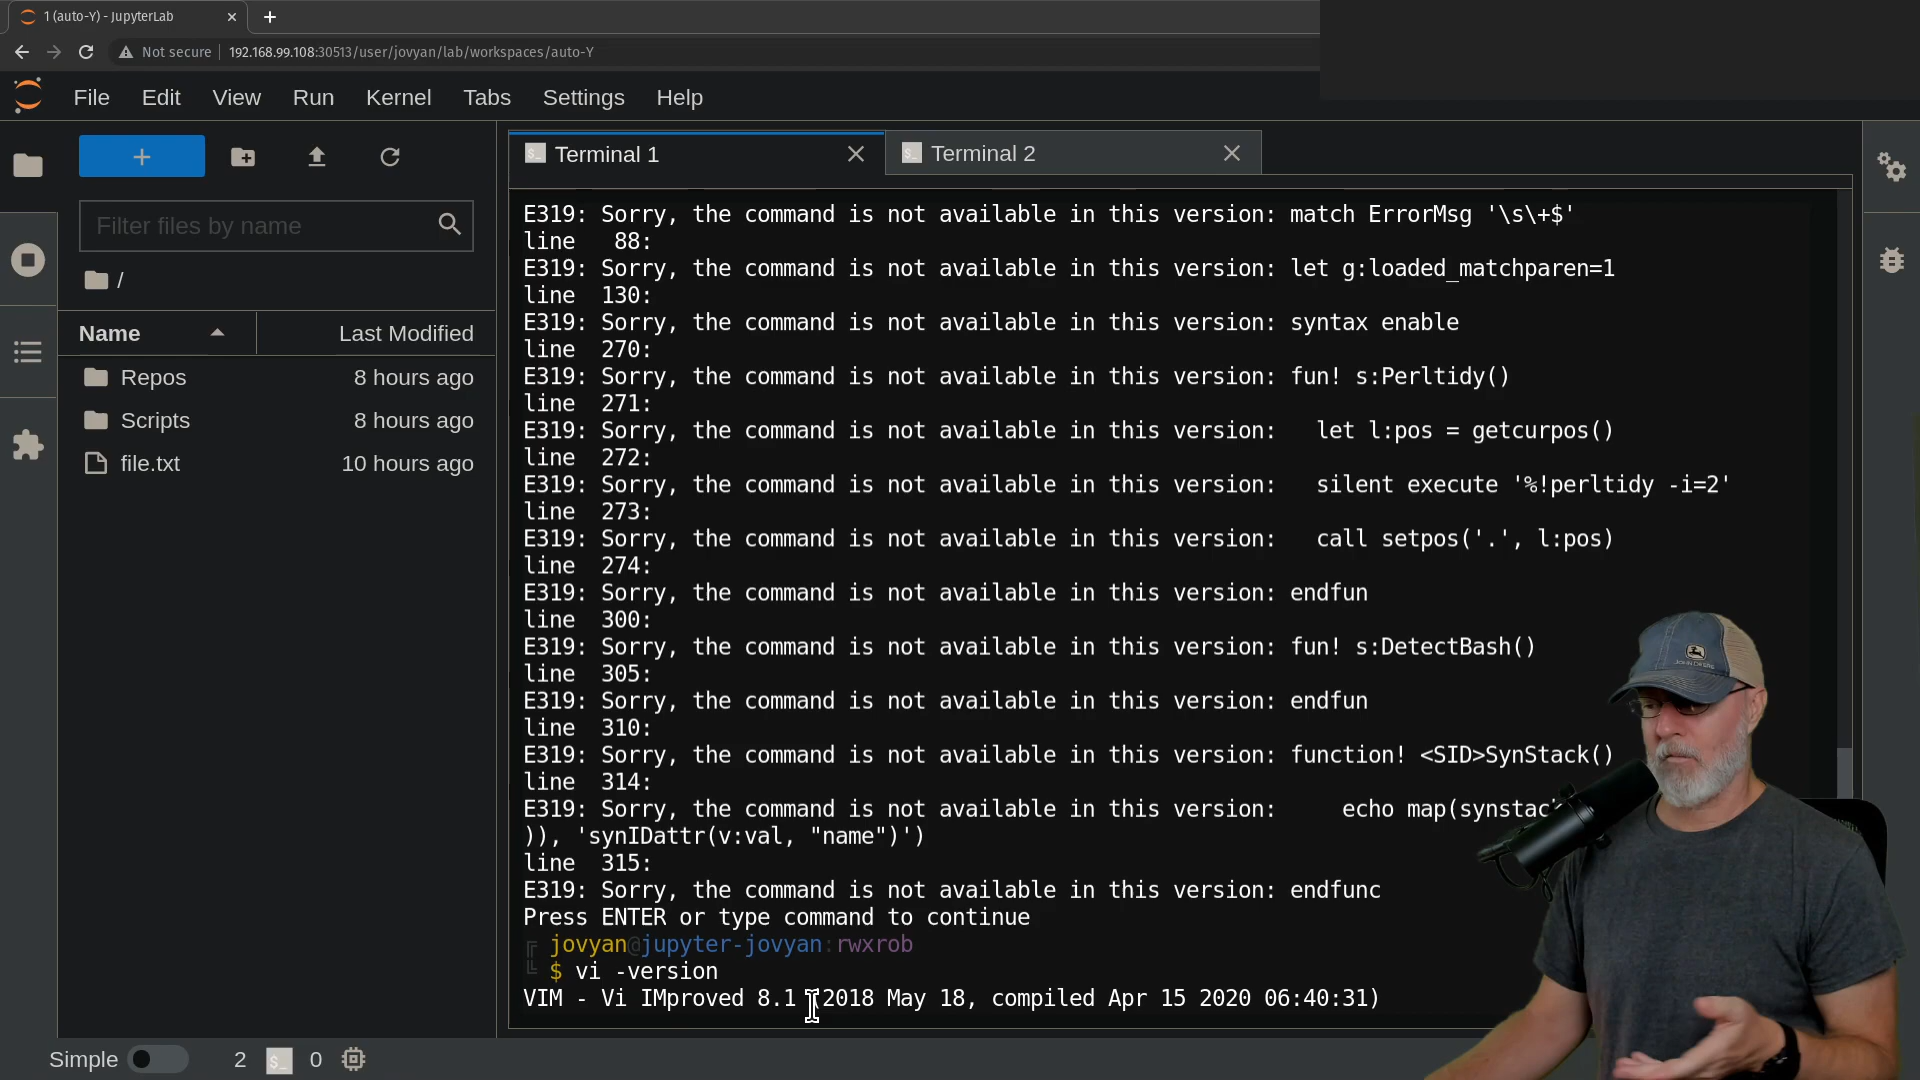 1 (auto-Y) - JupyterLab
Not secure
192.168.99.108:30513/user/jovyan/lab/workspaces/auto-Y
File Edit View Run Kernel Tabs Settings Help
Terminal 1
Terminal 2
Filter files by name
/
Name Last Modified
Repos 8 hours ago
Scripts 8 hours ago
file.txt 10 hours ago
E319: Sorry, the command is not available in this version: match ErrorMsg '\s\+$'
line   88:
E319: Sorry, the command is not available in this version: let g:loaded_matchparen=1
line  130:
E319: Sorry, the command is not available in this version: syntax enable
line  270:
E319: Sorry, the command is not available in this version: fun! s:Perltidy()
line  271:
E319: Sorry, the command is not available in this version:   let l:pos = getcurpos()
line  272:
E319: Sorry, the command is not available in this version:   silent execute '%!perltidy -i=2'
line  273:
E319: Sorry, the command is not available in this version:   call setpos('.', l:pos)
line  274:
E319: Sorry, the command is not available in this version: endfun
line  300:
E319: Sorry, the command is not available in this version: fun! s:DetectBash()
line  305:
E319: Sorry, the command is not available in this version: endfun
line  310:
E319: Sorry, the command is not available in this version: function! <SID>SynStack()
line  314:
E319: Sorry, the command is not available in this version:     echo map(synstac
)), 'synIDattr(v:val, "name")')
line  315:
E319: Sorry, the command is not available in this version: endfunc
Press ENTER or type command to continue
jovyan@jupyter-jovyan:rwxrob
$ vi -version
VIM - Vi IMproved 8.1 (2018 May 18, compiled Apr 15 2020 06:40:31)
Simple 2 $_ 0
JOHN DEERE